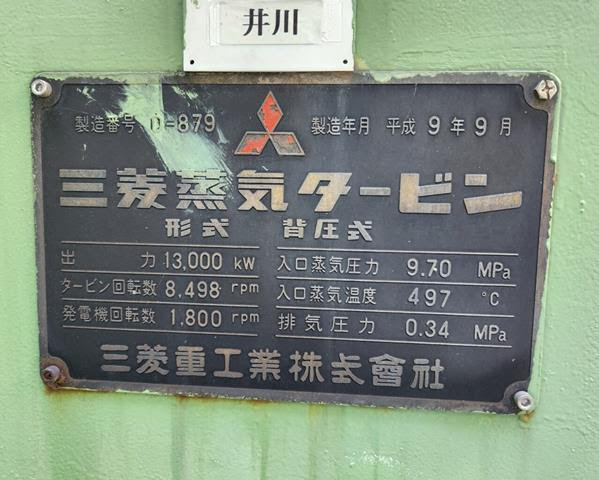 井川
製造番号 D-879 製造年月 平成 9 年 9 月
三菱蒸気タービン
形式 背圧式
出力 13,000 kW 入口蒸気圧力 9.70 MPa
タービン回転数 8,498 rpm 入口蒸気温度 497 °C
発電機回転数 1,800 rpm 排気圧力 0.34 MPa
三菱重工業株式會社